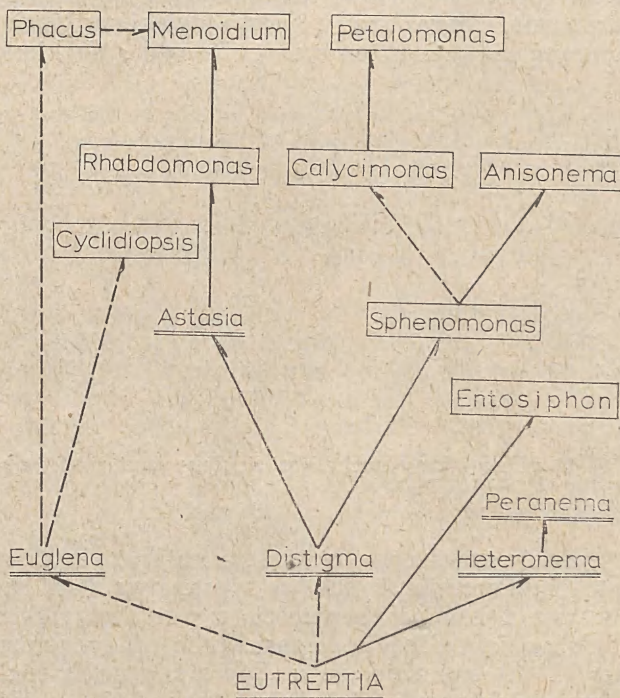 Phacus Menoidium Petalomonas
Rhabdomonas Calycimonas Anisonema
Cyclidiopsis
Astasia Sphenomonas
Entosiphon
Peranema
Euglena Distigma Heteronema
EUTREPTIA